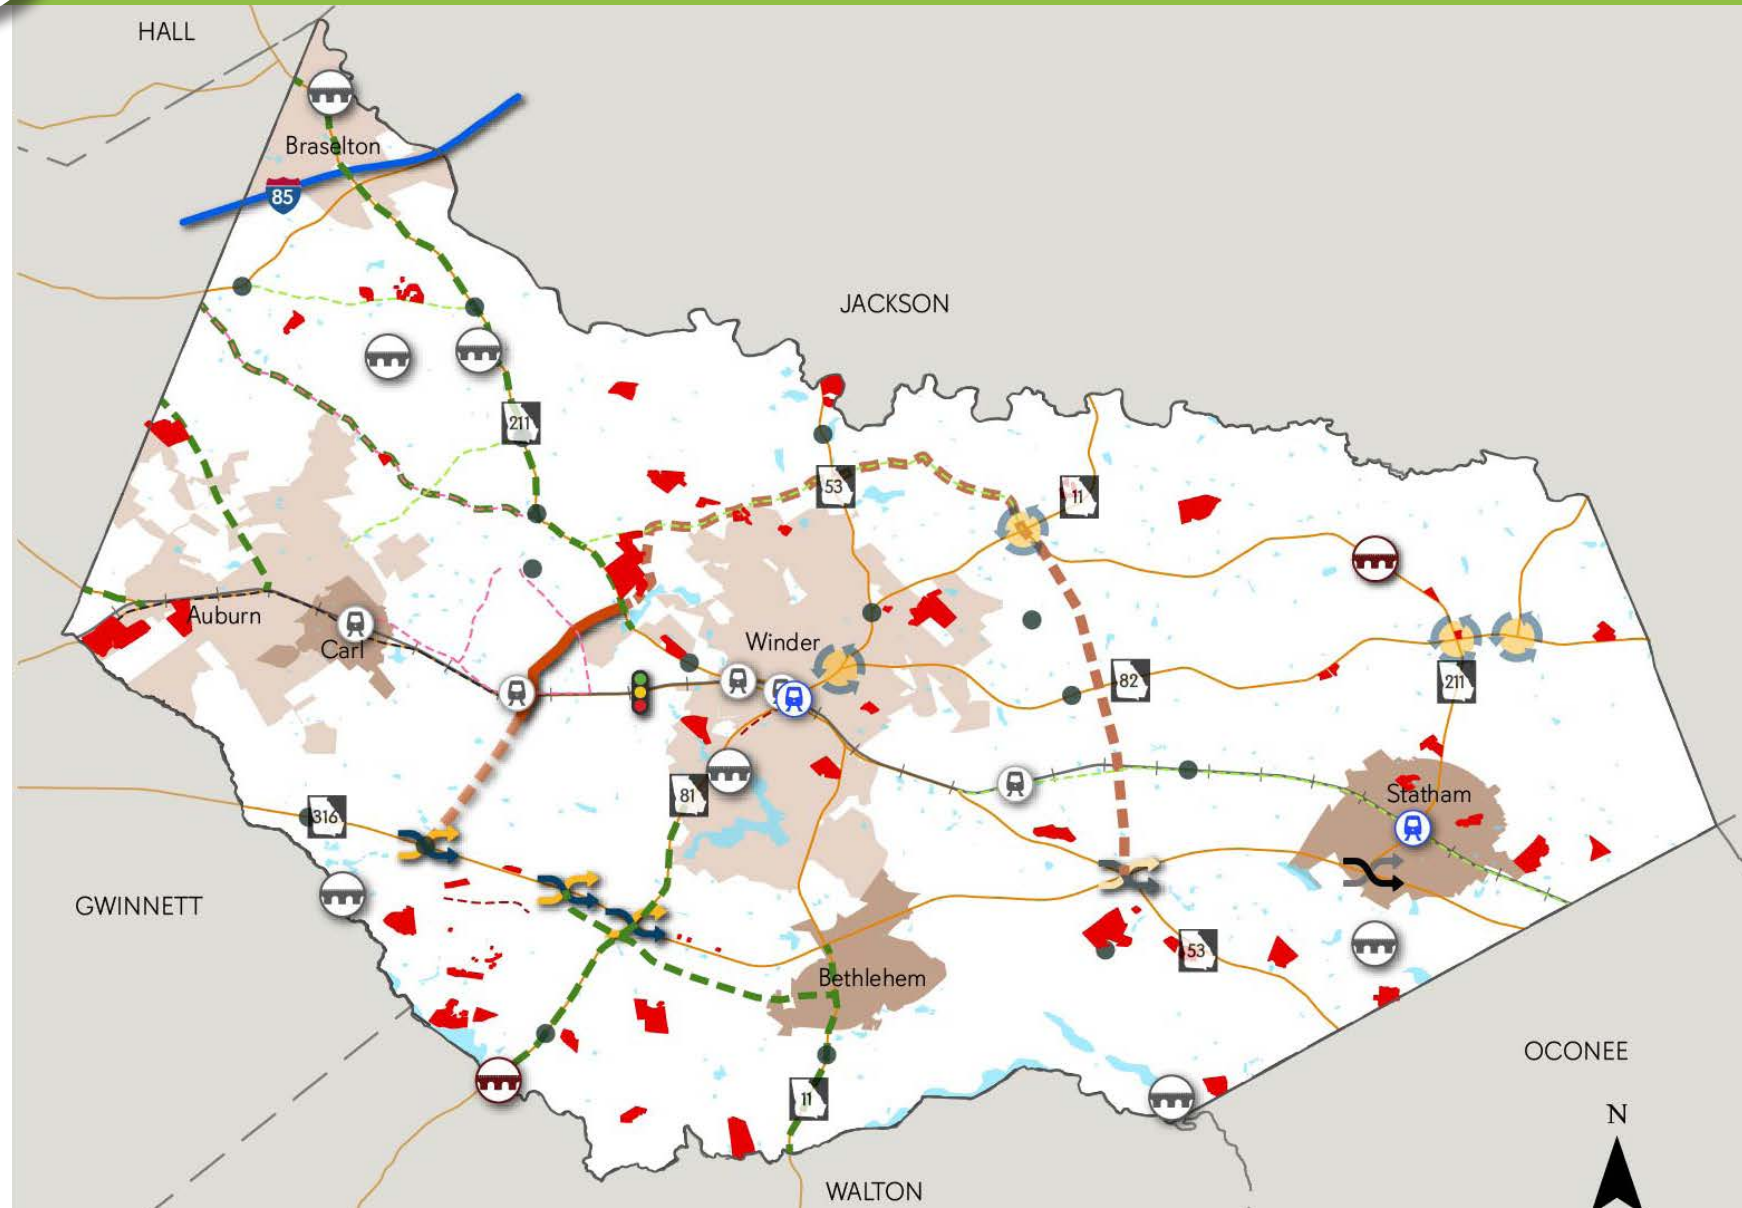 HALL
Braselton
85
JACKSON
211
53
11
Auburn
Carl
Winder
82
211
81
316
Statham
GWINNETT
53
Bethlehem
11
OCONEE
N
WALTON